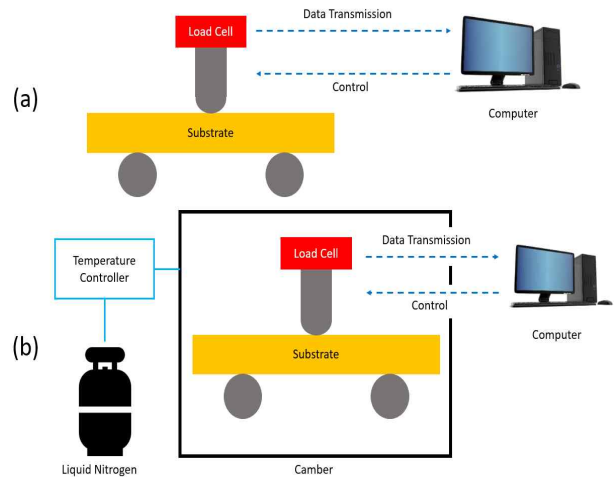 Load Cell
Data Transmission
Control
Computer
(a)
Substrate
Temperature
Controller
Load Cell
Data Transmission
Control
Computer
(b)
Substrate
Liquid Nitrogen
Camber